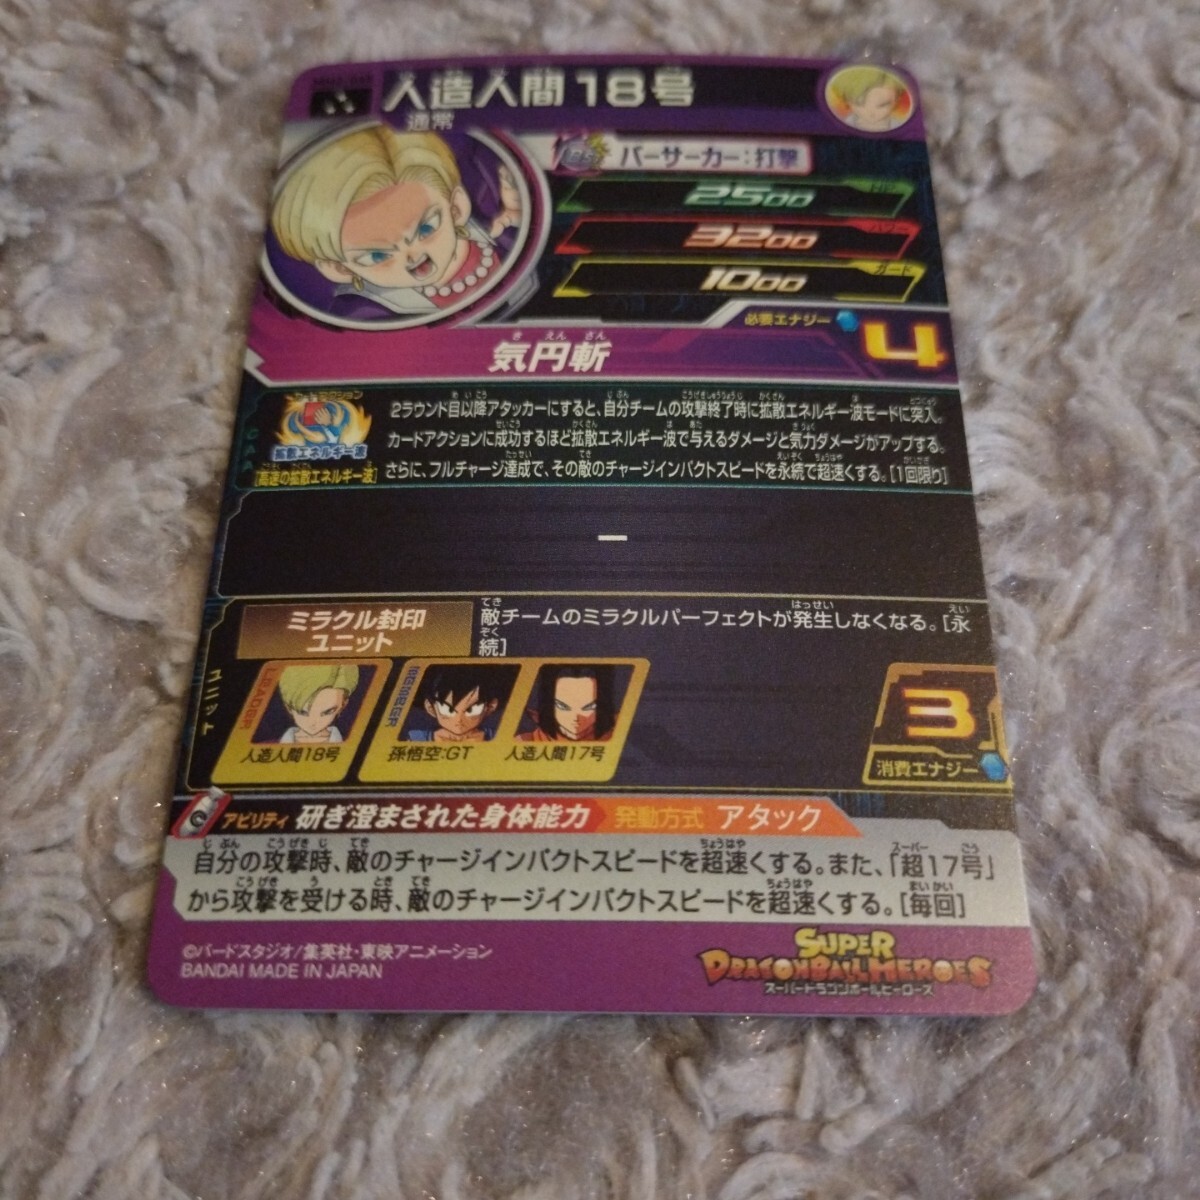 人造人間18号
通常
バーサーカー:打撃
2500 HP
3200 パワー
1000 ガード
必要エナジー 4
気円斬
CAA
カードアクション
拡散エネルギー波
[高速の拡散エネルギー波]
2ラウンド目以降アタッカーにすると、自分チームの攻撃終了時に拡散エネルギー波モードに突入。
カードアクションに成功するほど拡散エネルギー波で与えるダメージと気力ダメージがアップする。
さらに、フルチャージ達成で、その敵のチャージインパクトスピードを永続で超速くする。[1回限り]
ー
ユニット
ミラクル封印
ユニット
敵チームのミラクルパーフェクトが発生しなくなる。[永
続]
LEADER
人造人間18号
MEMBER
孫悟空:GT
人造人間17号
3
消費エナジー
アビリティ 研ぎ澄まされた身体能力 発動方式 アタック
自分の攻撃時、敵のチャージインパクトスピードを超速くする。また、「超17号」
から攻撃を受ける時、敵のチャージインパクトスピードを超速くする。[毎回]
©バードスタジオ/集英社・東映アニメーション
BANDAI MADE IN JAPAN
SUPER
DRAGONBALL HEROES
スーパードラゴンボールヒーローズ